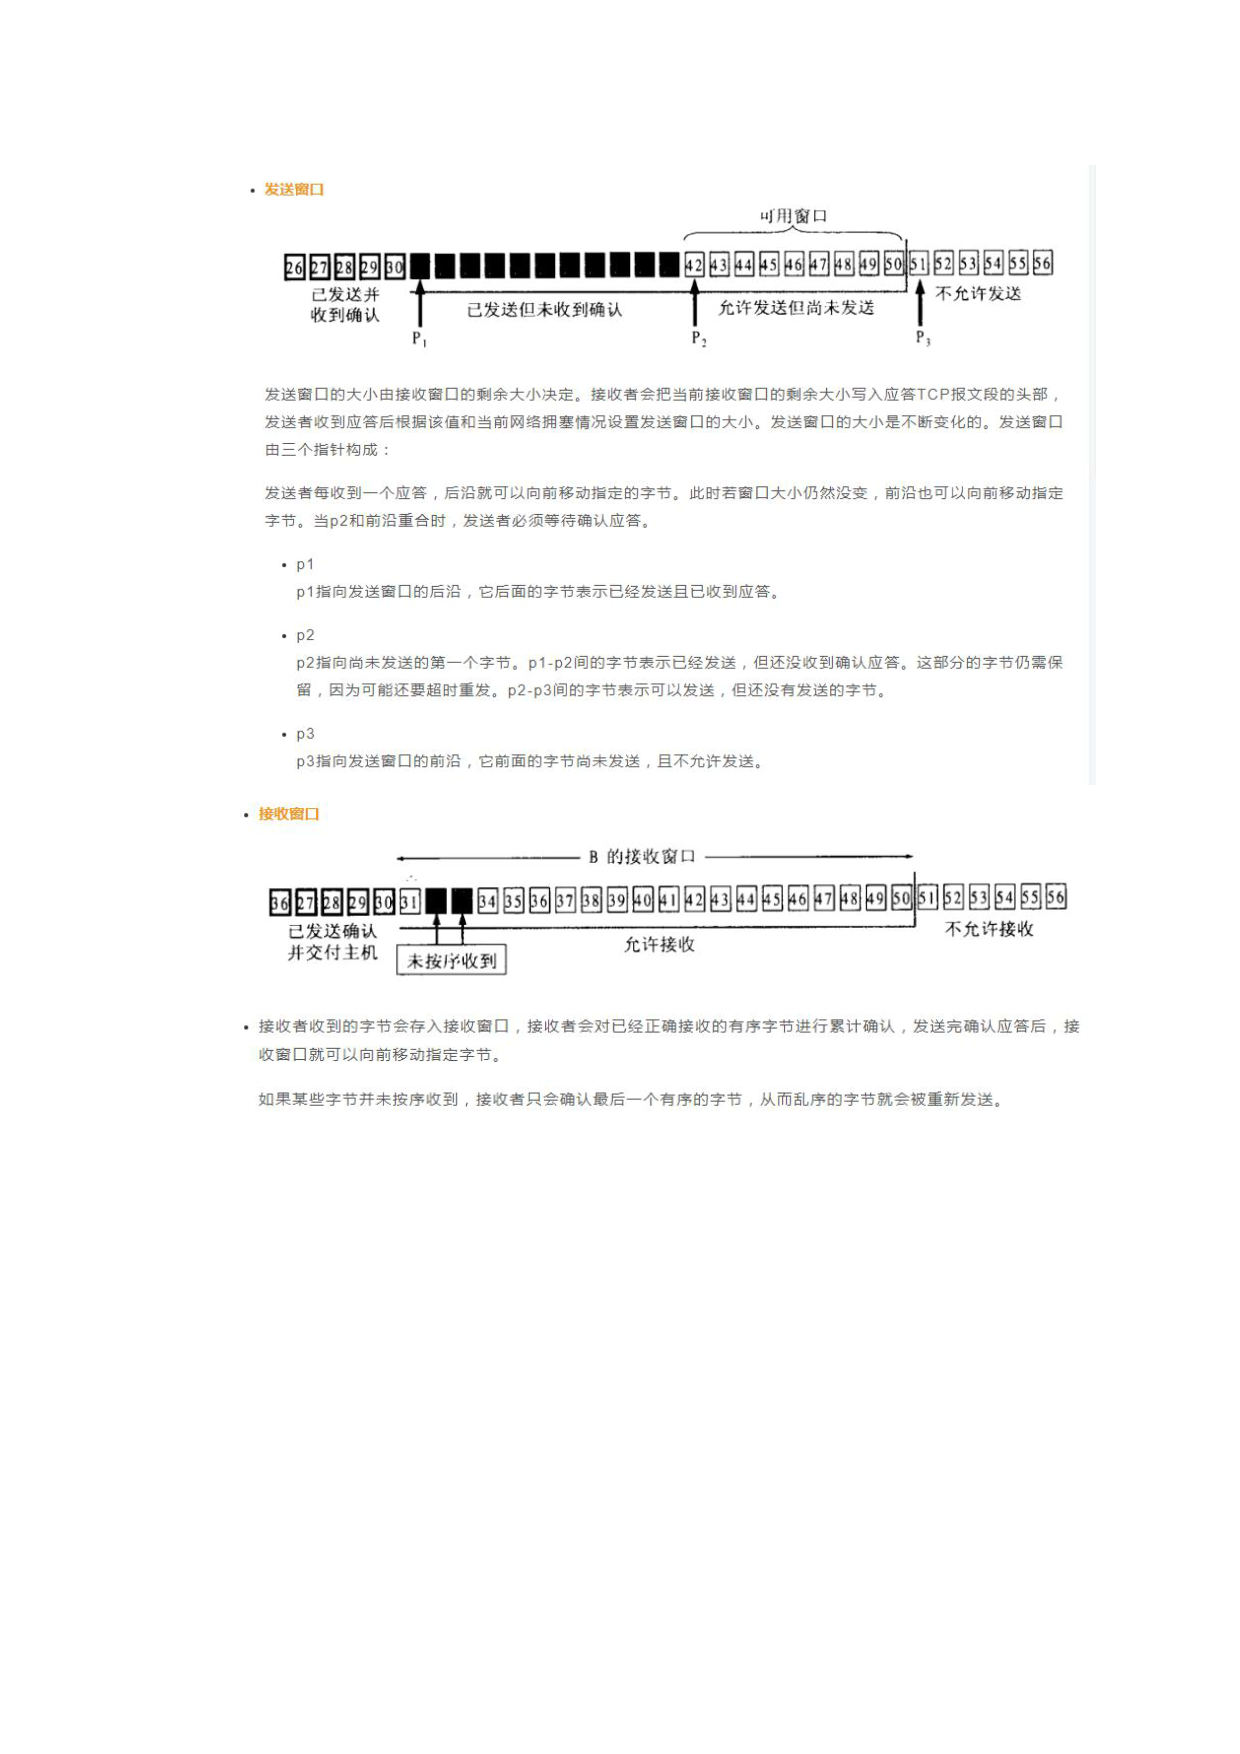 • 发送窗口
可用窗口
26 27 28 29 30 42 43 44 45 46 47 48 49 50 51 52 53 54 55 56
已发送并
收到确认
已发送但未收到确认
允许发送但尚未发送
不允许发送
P1 P2 P3
发送窗口的大小由接收窗口的剩余大小决定。接收者会把当前接收窗口的剩余大小写入应答TCP报文段的头部，
发送者收到应答后根据该值和当前网络拥塞情况设置发送窗口的大小。发送窗口的大小是不断变化的。发送窗口
由三个指针构成：
发送者每收到一个应答，后沿就可以向前移动指定的字节。此时若窗口大小仍然没变，前沿也可以向前移动指定
字节。当p2和前沿重合时，发送者必须等待确认应答。
• p1
p1指向发送窗口的后沿，它后面的字节表示已经发送且已收到应答。
• p2
p2指向尚未发送的第一个字节。p1-p2间的字节表示已经发送，但还没收到确认应答。这部分的字节仍需保
留，因为可能还要超时重发。p2-p3间的字节表示可以发送，但还没有发送的字节。
• p3
p3指向发送窗口的前沿，它前面的字节尚未发送，且不允许发送。
• 接收窗口
B 的接收窗口
36 27 28 29 30 31 34 35 36 37 38 39 40 41 42 43 44 45 46 47 48 49 50 51 52 53 54 55 56
已发送确认
并交付主机
未按序收到
允许接收
不允许接收
• 接收者收到的字节会存入接收窗口，接收者会对已经正确接收的有序字节进行累计确认，发送完确认应答后，接
收窗口就可以向前移动指定字节。
如果某些字节并未按序收到，接收者只会确认最后一个有序的字节，从而乱序的字节就会被重新发送。